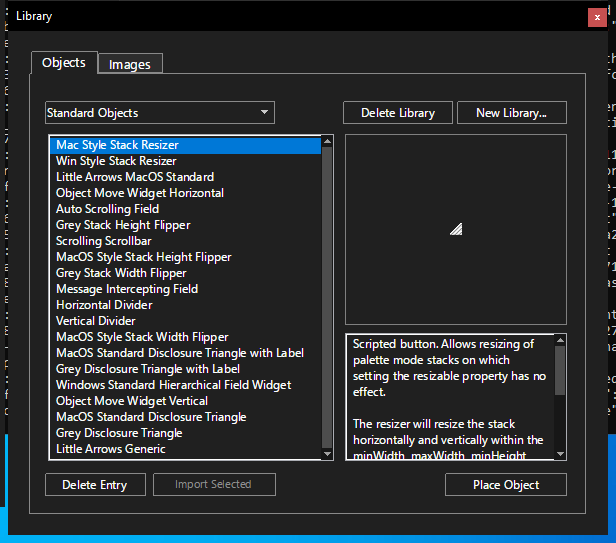 Library
x
Objects
Images
Standard Objects
Delete Library
New Library...
Mac Style Stack Resizer
Win Style Stack Resizer
Little Arrows MacOS Standard
Object Move Widget Horizontal
Auto Scrolling Field
Grey Stack Height Flipper
Scrolling Scrollbar
MacOS Style Stack Height Flipper
Grey Stack Width Flipper
Message Intercepting Field
Horizontal Divider
Vertical Divider
MacOS Style Stack Width Flipper
MacOS Standard Disclosure Triangle with Label
Grey Disclosure Triangle with Label
Windows Standard Hierarchical Field Widget
Object Move Widget Vertical
MacOS Standard Disclosure Triangle
Grey Disclosure Triangle
Little Arrows Generic
Scripted button. Allows resizing of
palette mode stacks on which
setting the resizable property has no
effect.
The resizer will resize the stack
horizontally and vertically within the
minWidth, maxWidth, minHeight,
Delete Entry
Import Selected
Place Object